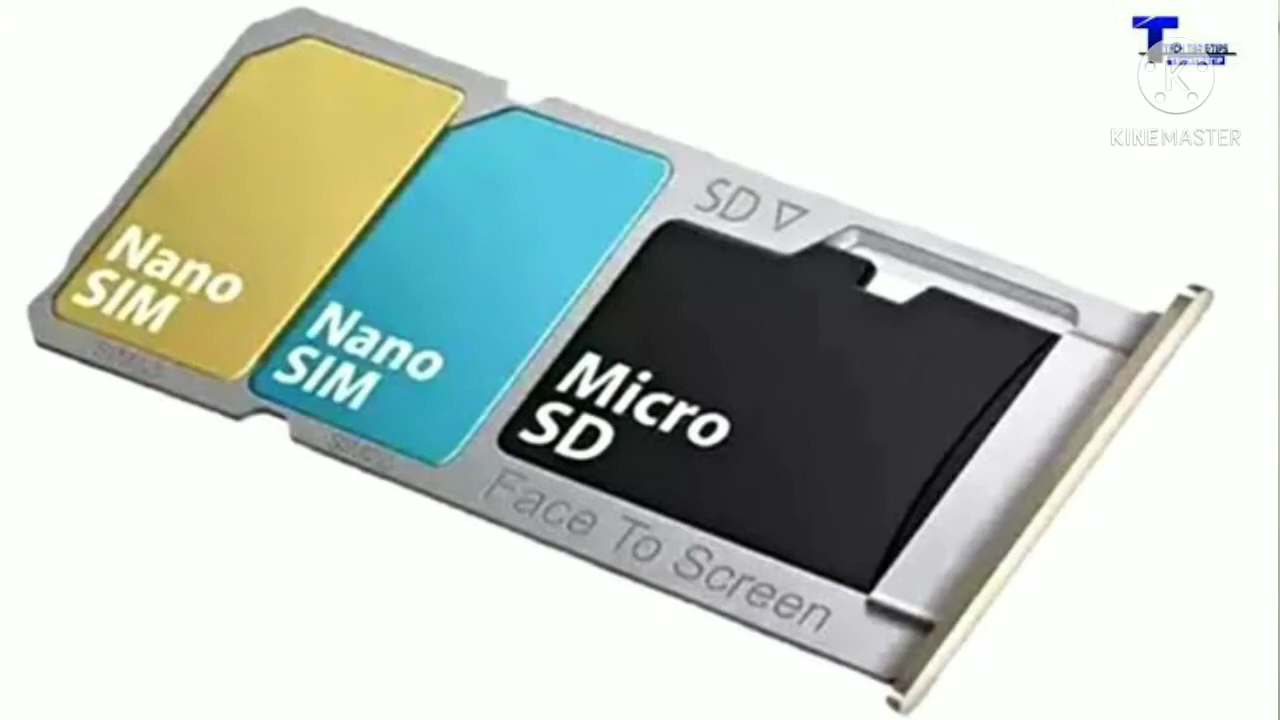 KINEMASTER
SD
Nano
SIM
Nano
SIM
Micro
SD
Face To Screen